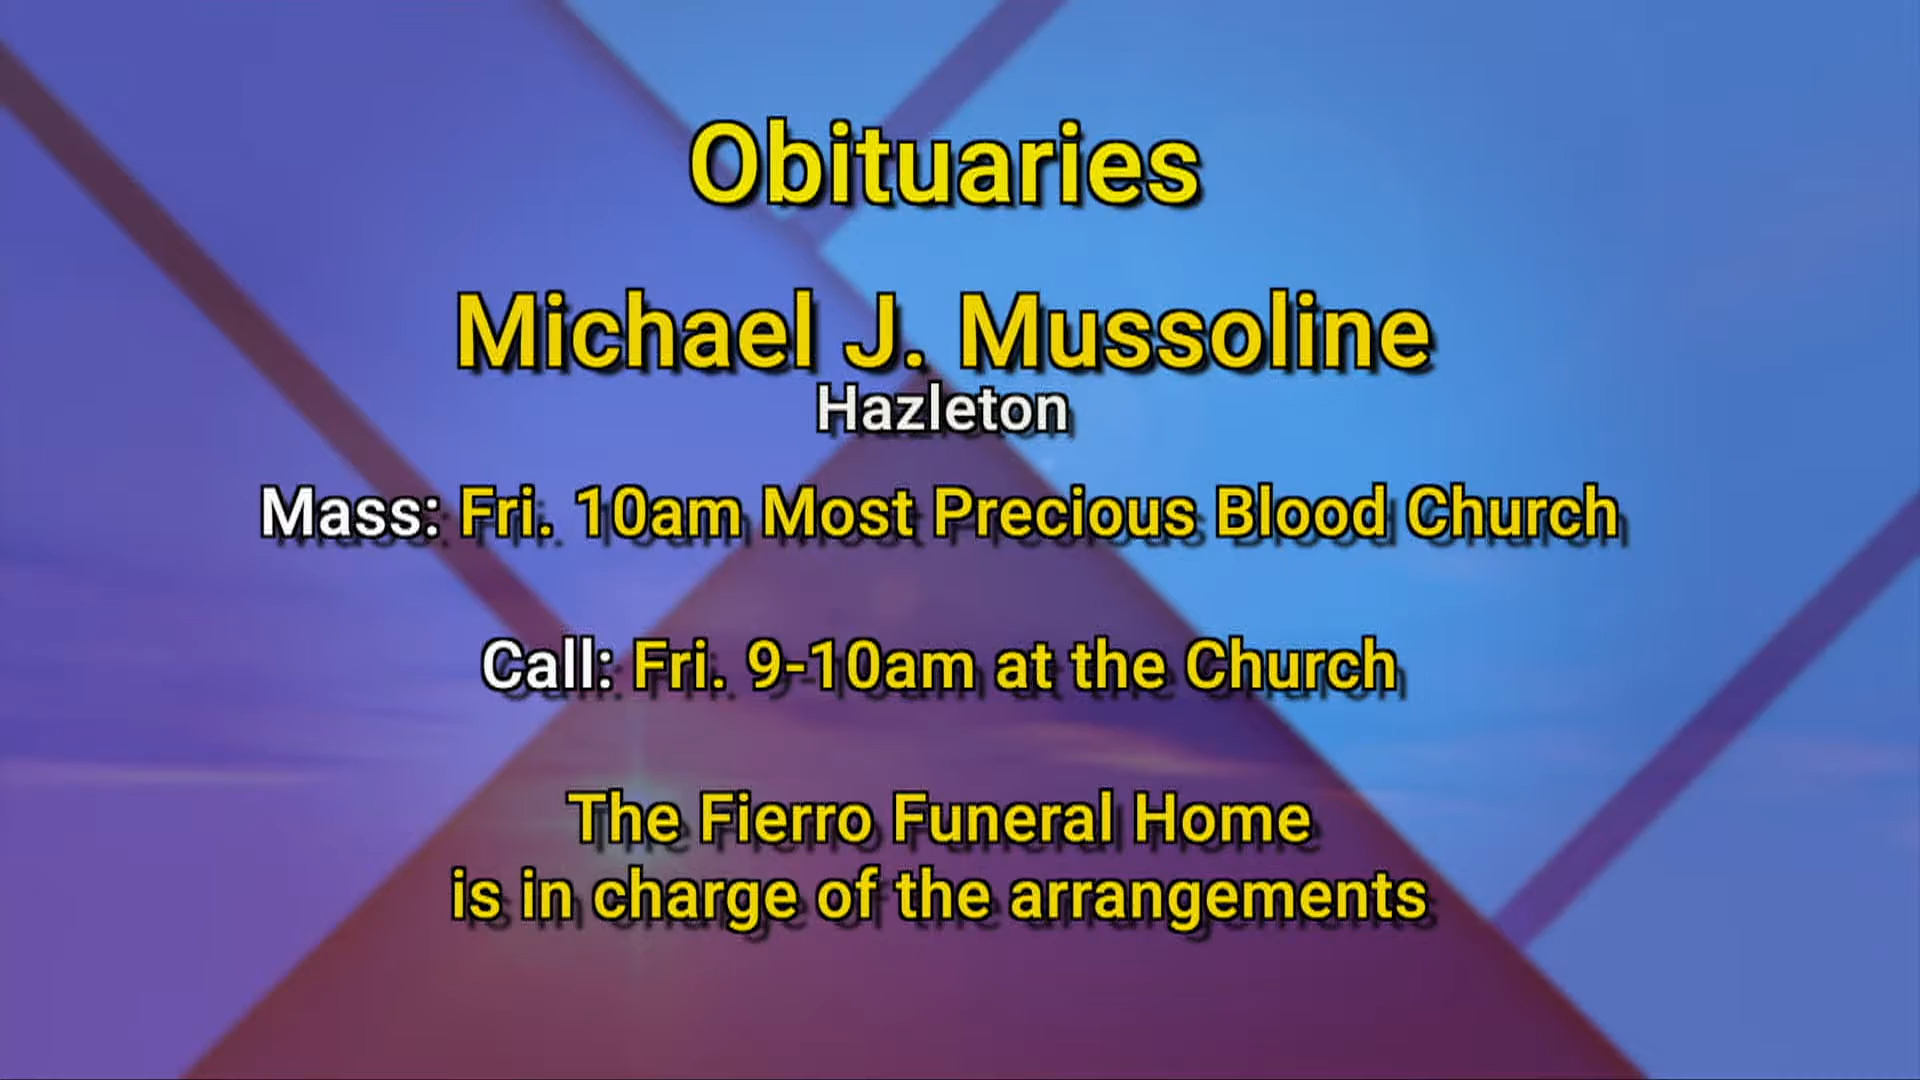 Obituaries
Michael J. Mussoline
Hazleton
Mass: Fri. 10am Most Precious Blood Church
Call: Fri. 9-10am at the Church
The Fierro Funeral Home
is in charge of the arrangements